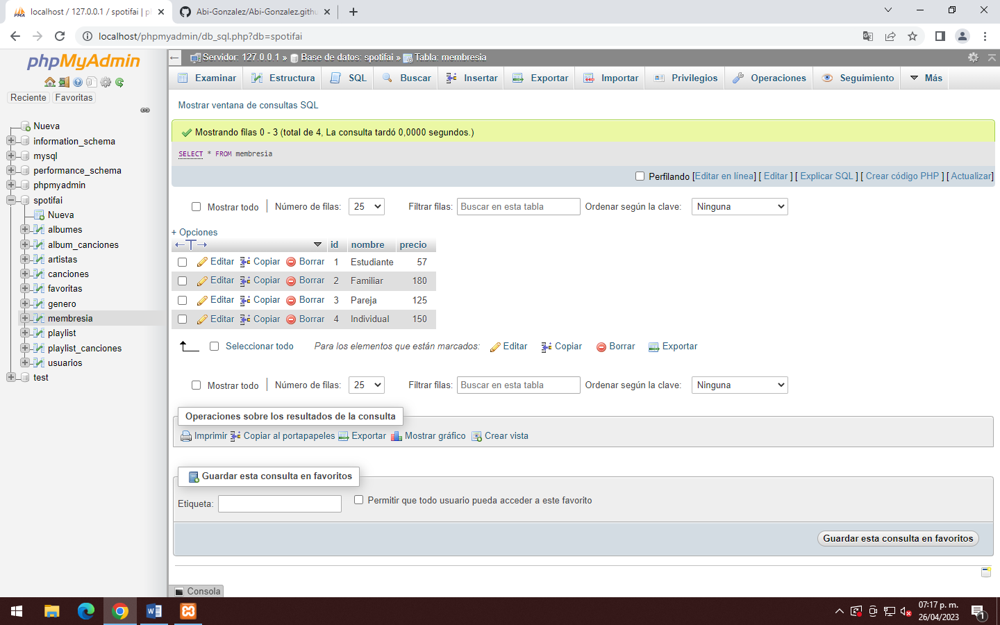 localhost / 127.0.0.1 / spotifai | p
Abi-Gonzalez/Abi-Gonzalez.gith
localhost/phpmyadmin/db_sql.php?db=spotifai
phpMyAdmin
Reciente Favoritas
Nueva
information_schema
mysql
performance_schema
phpmyadmin
spotifai
Nueva
albumes
album_canciones
artistas
canciones
favoritas
genero
membresia
playlist
playlist_canciones
usuarios
test
Servidor: 127.0.0.1 » Base de datos: spotifai » Tabla: membresia
Examinar Estructura SQL Buscar Insertar Exportar Importar Privilegios Operaciones Seguimiento Más
Mostrar ventana de consultas SQL
Mostrando filas 0 - 3 (total de 4, La consulta tardó 0,0000 segundos.)
SELECT * FROM membresia
Perfilando [Editar en línea] [ Editar ] [ Explicar SQL ] [ Crear código PHP ] [ Actualizar]
Mostrar todo | Número de filas: 25 Filtrar filas: Buscar en esta tabla Ordenar según la clave: Ninguna
+ Opciones
id nombre precio
Editar Copiar Borrar 1 Estudiante 57
Editar Copiar Borrar 2 Familiar 180
Editar Copiar Borrar 3 Pareja 125
Editar Copiar Borrar 4 Individual 150
Seleccionar todo Para los elementos que están marcados: Editar Copiar Borrar Exportar
Mostrar todo | Número de filas: 25 Filtrar filas: Buscar en esta tabla Ordenar según la clave: Ninguna
Operaciones sobre los resultados de la consulta
Imprimir Copiar al portapapeles Exportar Mostrar gráfico Crear vista
Guardar esta consulta en favoritos
Etiqueta: Permitir que todo usuario pueda acceder a este favorito
Guardar esta consulta en favoritos
Consola
07:17 p. m.
26/04/2023
1